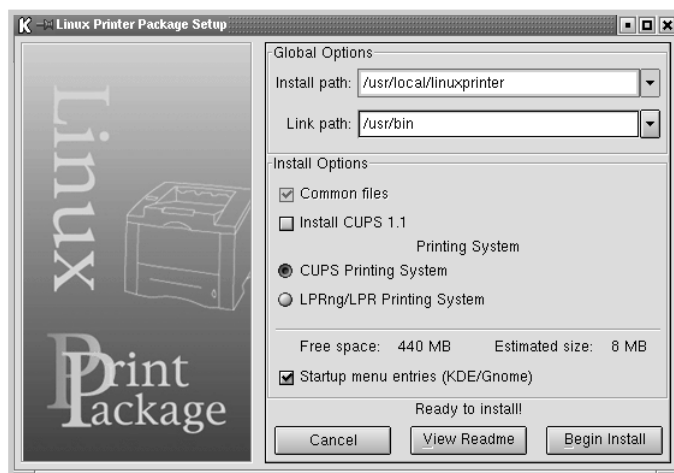 Linux Printer Package Setup
Linux
Print
Package
Global Options
Install path: /usr/local/linuxprinter
Link path: /usr/bin
Install Options
Common files
Install CUPS 1.1
Printing System
CUPS Printing System
LPRng/LPR Printing System
Free space: 440 MB Estimated size: 8 MB
Startup menu entries (KDE/Gnome)
Ready to install!
Cancel View Readme Begin Install